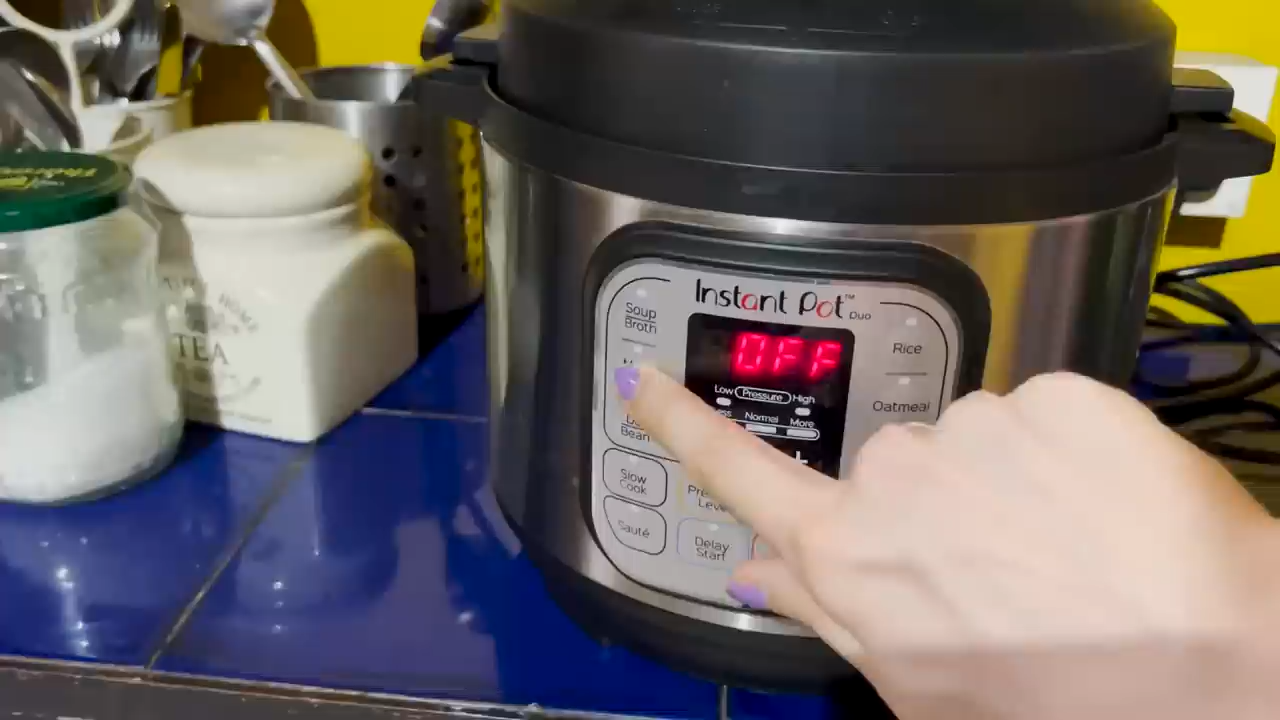 Instant Pot™ Duo
Soup
Broth
OFF
Low Pressure High
Normal More
+
Bean
Slow
Cook
Sauté
Delay
Start
Rice
Oatmeal
TEA